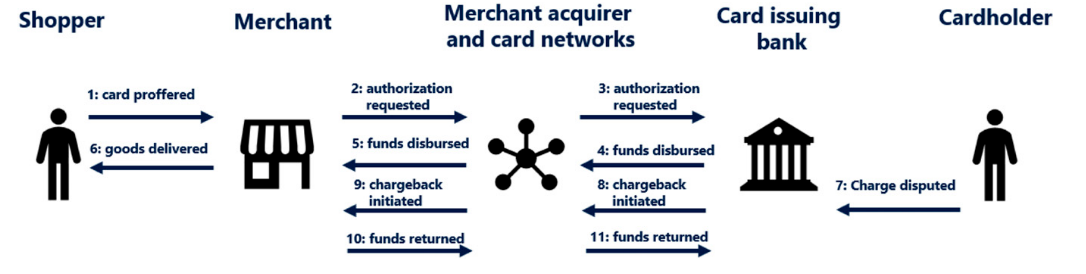 Shopper
Merchant
Merchant acquirer
and card networks
Card issuing
bank
Cardholder
1: card proffered
2: authorization
requested
3: authorization
requested
6: goods delivered
5: funds disbursed
4: funds disbursed
9: chargeback
initiated
8: chargeback
initiated
7: Charge disputed
10: funds returned
11: funds returned